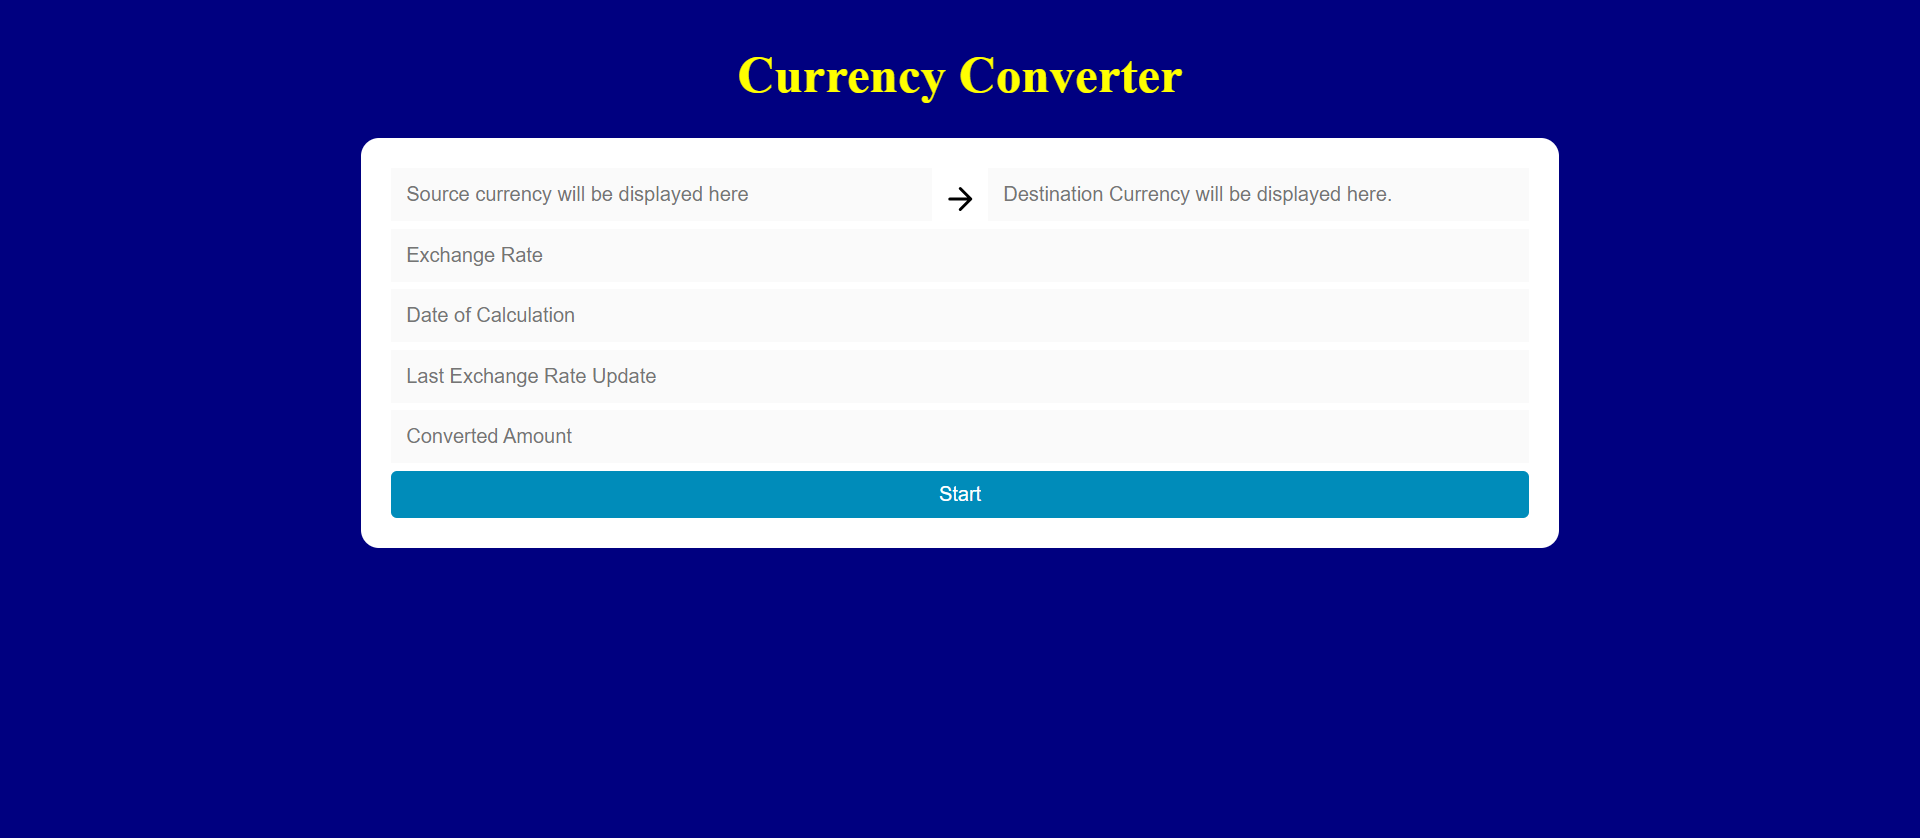 Currency Converter
Source currency will be displayed here
Destination Currency will be displayed here.
Exchange Rate
Date of Calculation
Last Exchange Rate Update
Converted Amount
Start